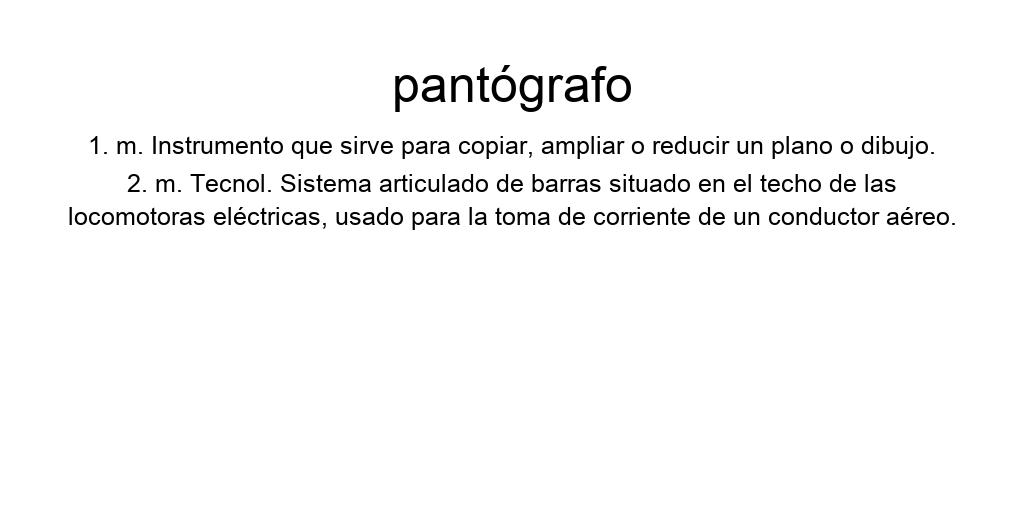 pantógrafo
1. m. Instrumento que sirve para copiar, ampliar o reducir un plano o dibujo.
2. m. Tecnol. Sistema articulado de barras situado en el techo de las
locomotoras eléctricas, usado para la toma de corriente de un conductor aéreo.